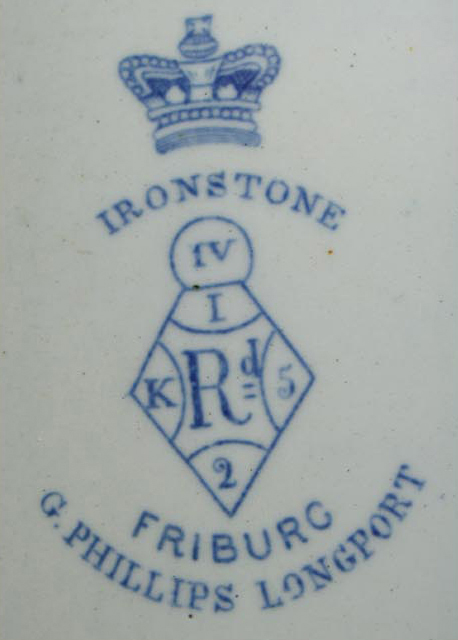 IRONSTONE
IV
I
K Rd 5
2
FRIBURG
G. PHILLIPS LONGPORT